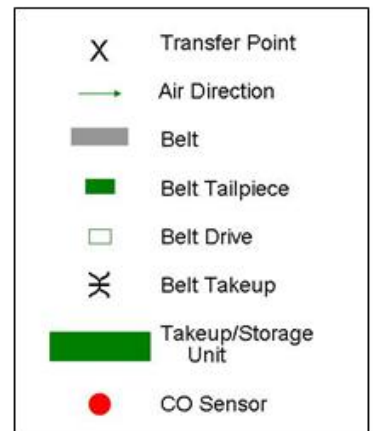 X Transfer Point
Air Direction
Belt
Belt Tailpiece
Belt Drive
Belt Takeup
Takeup/Storage
Unit
CO Sensor